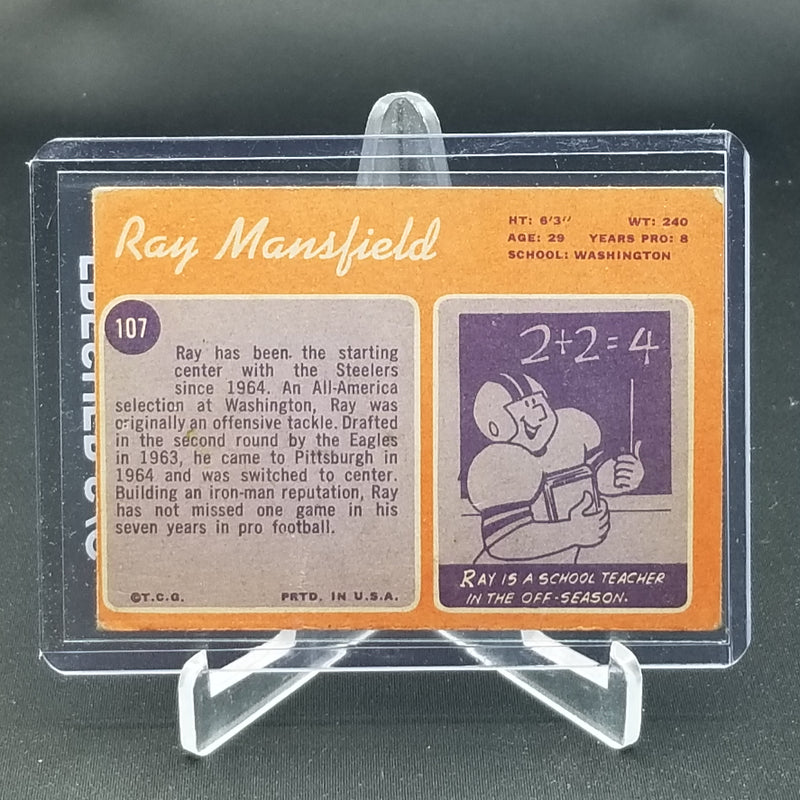 Ray Mansfield
HT: 6'3" WT: 240
AGE: 29 YEARS PRO: 8
SCHOOL: WASHINGTON
107
Ray has been the starting
center with the Steelers
since 1964. An All-America
selection at Washington, Ray was
originally an offensive tackle. Drafted
in the second round by the Eagles
in 1963, he came to Pittsburgh in
1964 and was switched to center.
Building an iron-man reputation, Ray
has not missed one game in his
seven years in pro football.
©T.C.G. PRTD. IN U.S.A.
2+2=4
RAY IS A SCHOOL TEACHER
IN THE OFF-SEASON.